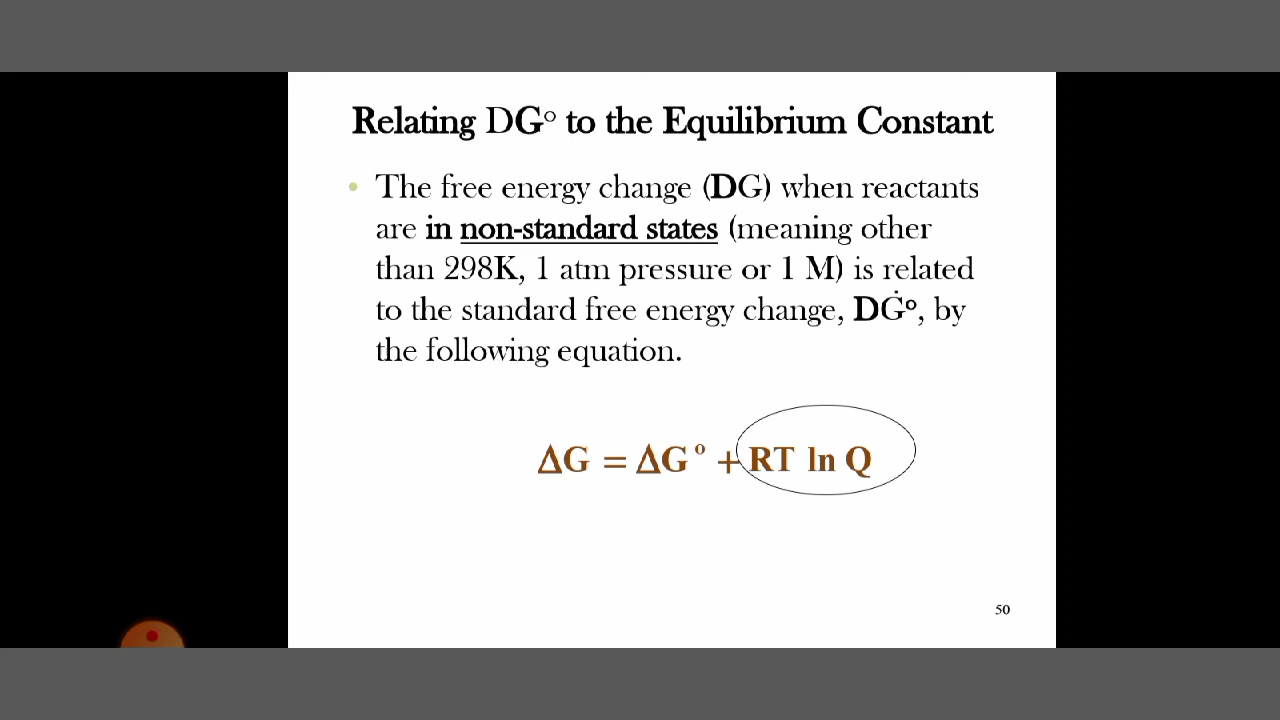 Relating DG° to the Equilibrium Constant
• The free energy change (DG) when reactants
are in non-standard states (meaning other
than 298K, 1 atm pressure or 1 M) is related
to the standard free energy change, DĠ°, by
the following equation.
ΔG = ΔG° + RT ln Q
50